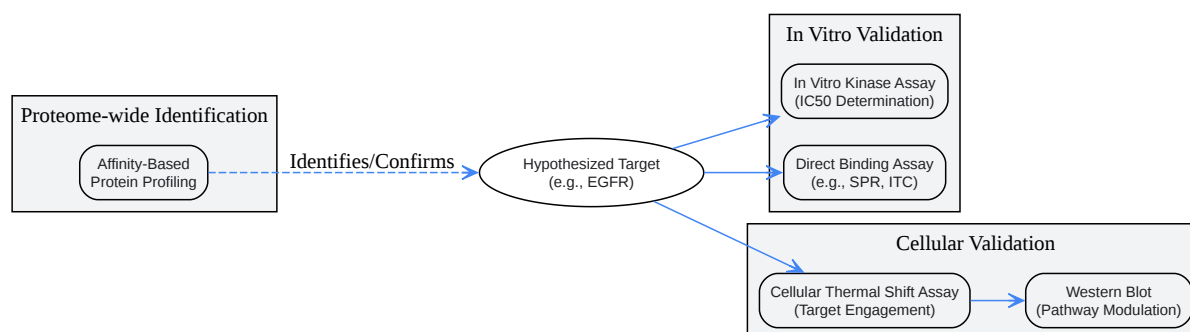 Proteome-wide Identification
Affinity-Based
Protein Profiling
Identifies/Confirms
Hypothesized Target
(e.g., EGFR)
In Vitro Validation
In Vitro Kinase Assay
(IC50 Determination)
Direct Binding Assay
(e.g., SPR, ITC)
Cellular Validation
Cellular Thermal Shift Assay
(Target Engagement)
Western Blot
(Pathway Modulation)